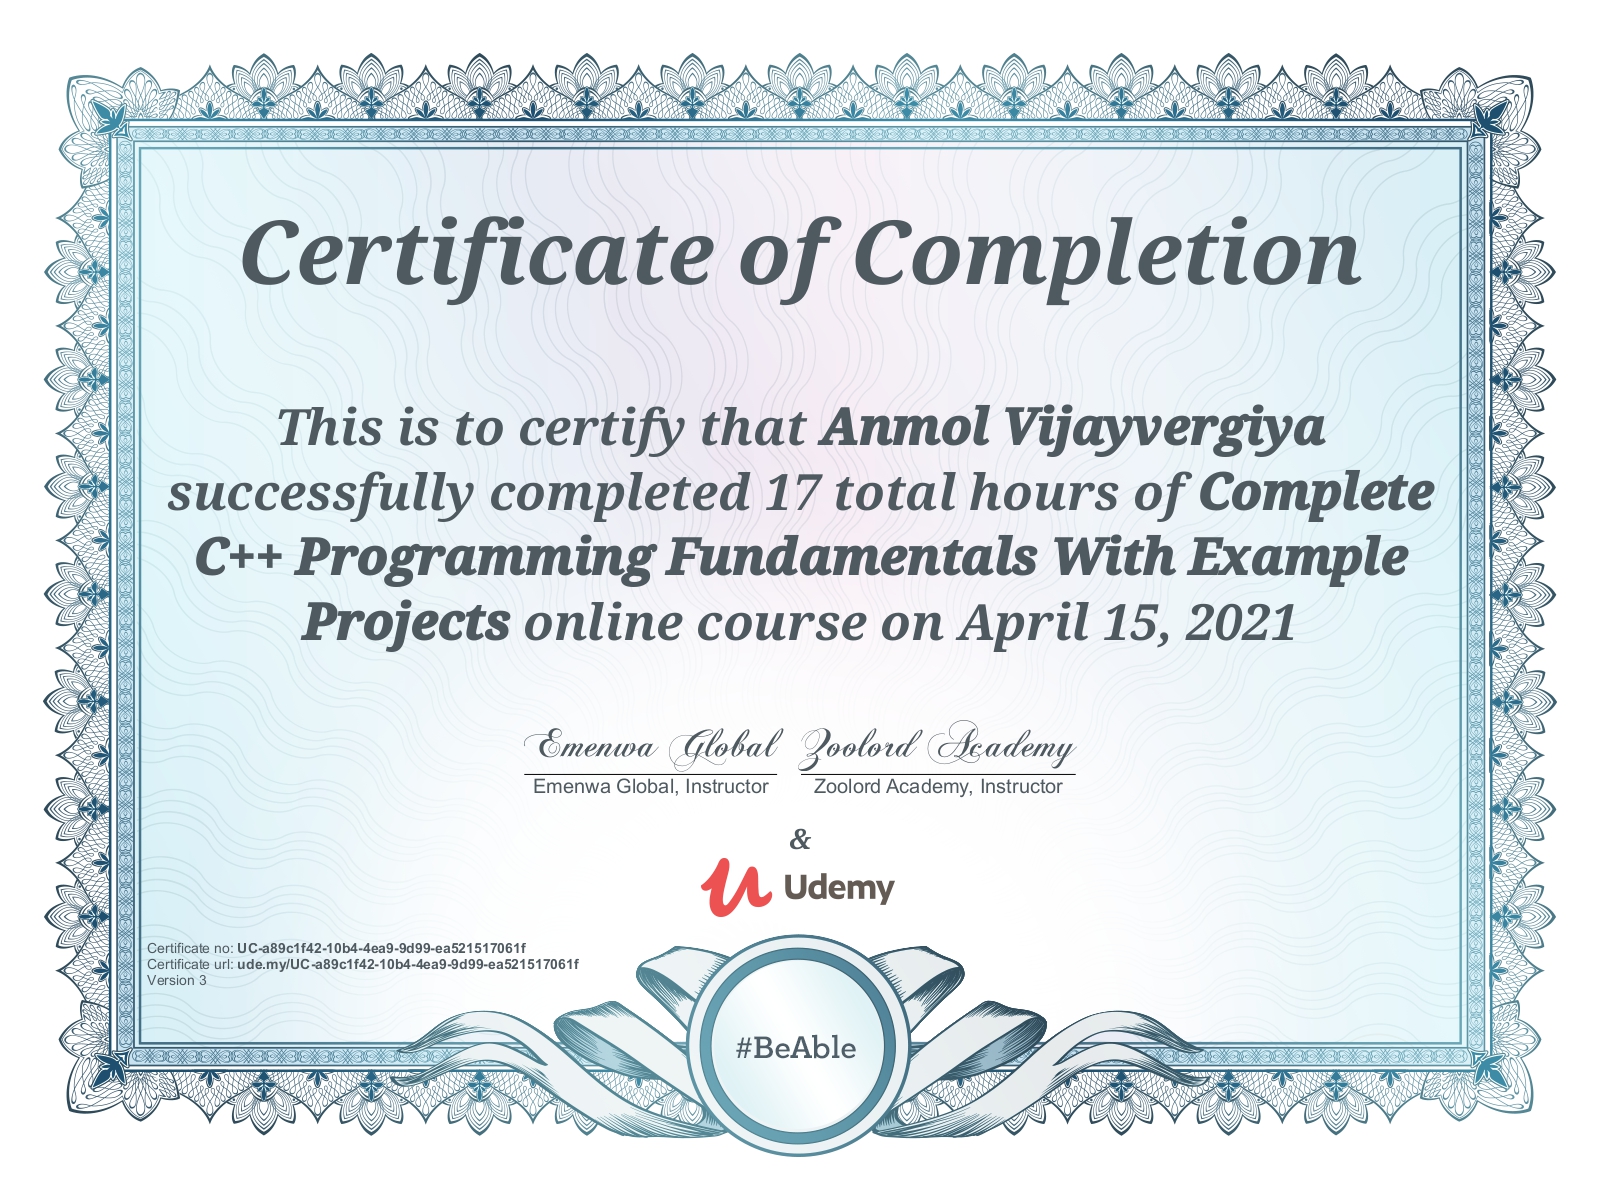 Certificate of Completion
This is to certify that Anmol Vijayvergiya
successfully completed 17 total hours of Complete
C++ Programming Fundamentals With Example
Projects online course on April 15, 2021
Emenwa Global Zoolord Academy
Emenwa Global, Instructor Zoolord Academy, Instructor
&
Udemy
Certificate no: UC-a89c1f42-10b4-4ea9-9d99-ea521517061f
Certificate url: ude.my/UC-a89c1f42-10b4-4ea9-9d99-ea521517061f
Version 3
#BeAble